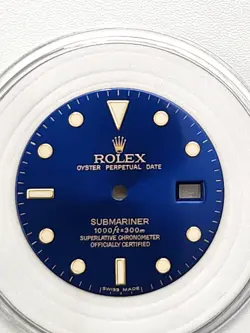 ROLEX
OYSTER PERPETUAL DATE
SUBMARINER
1000ft=300m
SUPERLATIVE CHRONOMETER
OFFICIALLY CERTIFIED
SWISS MADE